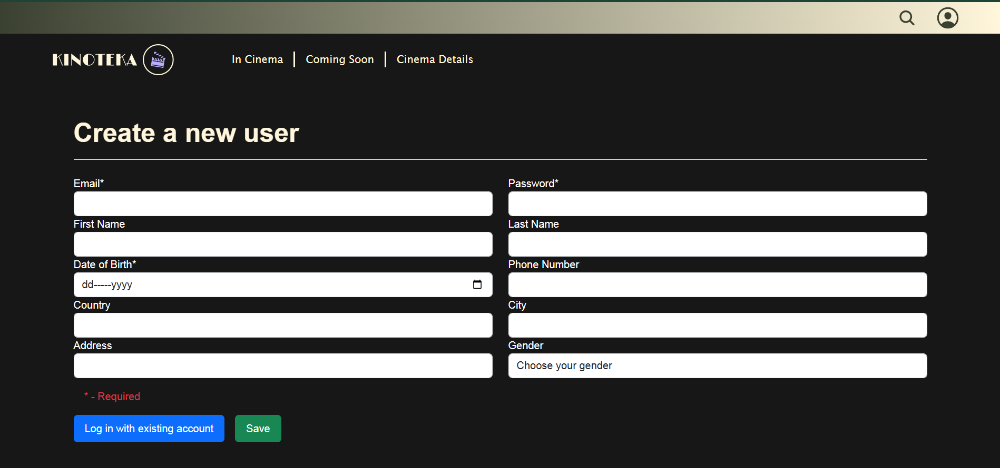 KINOTEKA
In Cinema Coming Soon Cinema Details
Create a new user
Email* Password*
First Name Last Name
Date of Birth* Phone Number
dd-----yyyy
Country City
Address Gender
Choose your gender
* - Required
Log in with existing account Save